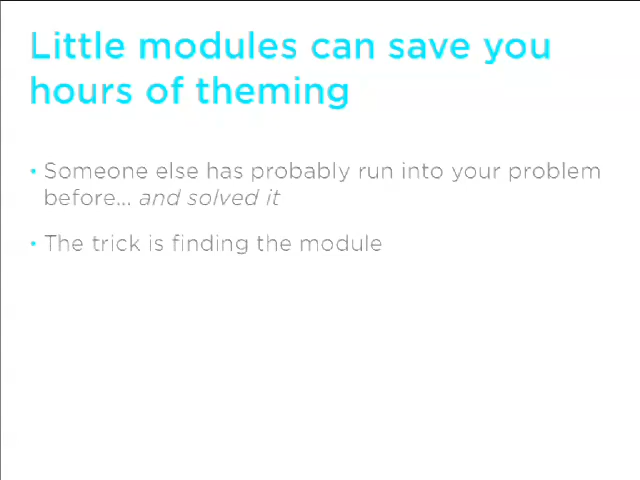 Little modules can save you
hours of theming
• Someone else has probably run into your problem
before... and solved it
• The trick is finding the module